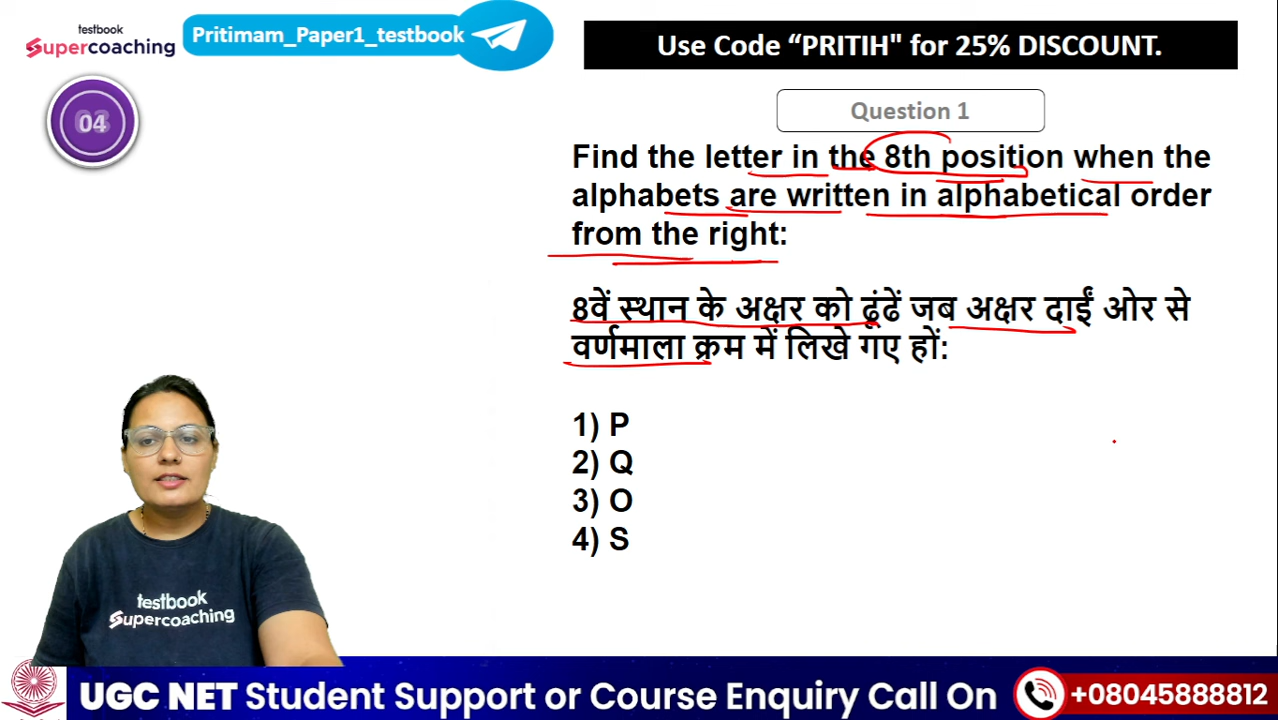 testbook
Supercoaching
Pritimam_Paper1_testbook
Use Code “PRITIH" for 25% DISCOUNT.
Question 1
Find the letter in the 8th position when the
alphabets are written in alphabetical order
from the right:
8वें स्थान के अक्षर को ढूंढें जब अक्षर दाईं ओर से
वर्णमाला क्रम में लिखे गए हों:
1) P
2) Q
3) O
4) S
testbook
Supercoaching
UGC NET Student Support or Course Enquiry Call On
+08045888812